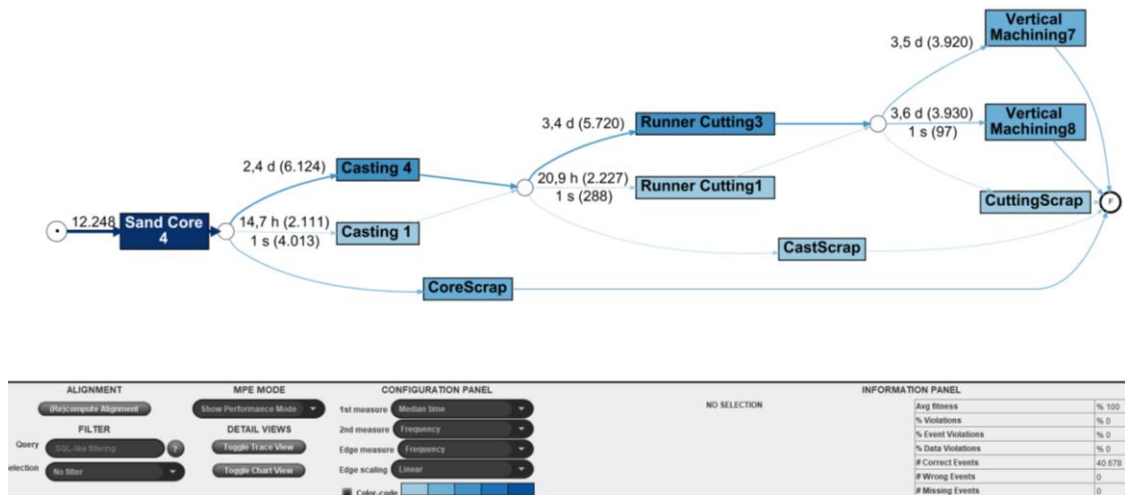 Vertical
Machining7
3,5 d (3.920)
3,4 d (5.720)
Runner Cutting3
3,6 d (3.930)
1 s (97)
Vertical
Machining8
2,4 d (6.124)
Casting 4
20,9 h (2.227)
1 s (288)
Runner Cutting1
CuttingScrap
F
12.248
Sand Core
4
14,7 h (2.111)
1 s (4.013)
Casting 1
CastScrap
CoreScrap
ALIGNMENT
MPE MODE
CONFIGURATION PANEL
INFORMATION PANEL
(Re)compute Alignment
Show Performance Mode
1st measure
Median time
NO SELECTION
Avg fitness
% 100
FILTER
DETAIL VIEWS
2nd measure
Frequency
% Violations
% 0
Query
SQL-like filtering
?
Toggle Trace View
Edge measure
Frequency
% Event Violations
% 0
% Data Violations
% 0
election
No filter
Toggle Chart View
Edge scaling
Linear
# Correct Events
40.678
# Wrong Events
0
Color-code
# Missing Events
0